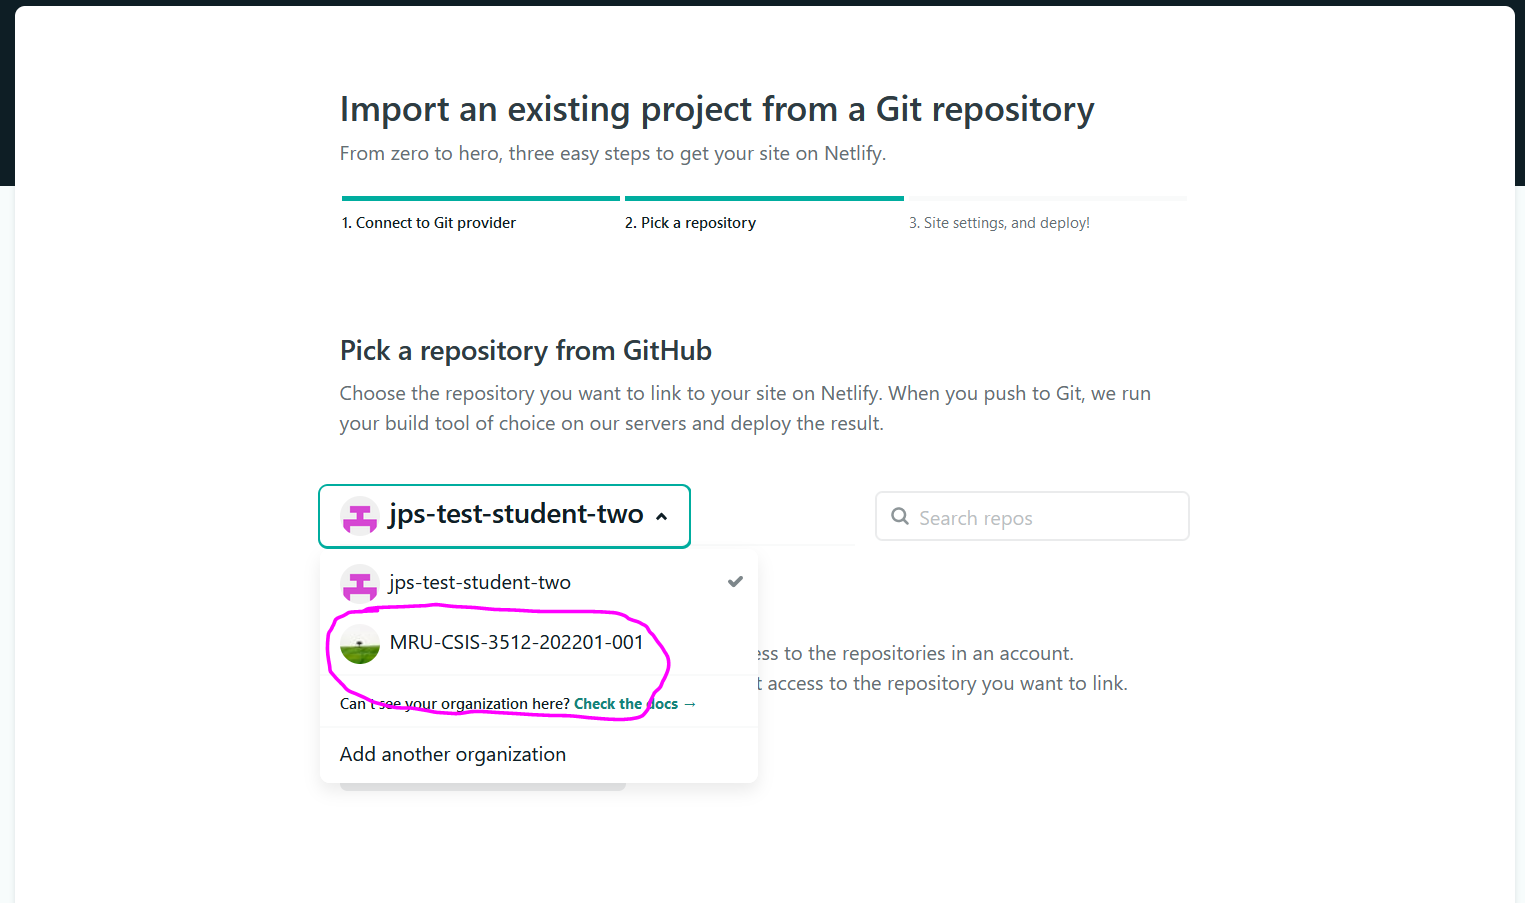 Import an existing project from a Git repository
From zero to hero, three easy steps to get your site on Netlify.
1. Connect to Git provider
2. Pick a repository
3. Site settings, and deploy!
Pick a repository from GitHub
Choose the repository you want to link to your site on Netlify. When you push to Git, we run
your build tool of choice on our servers and deploy the result.
jps-test-student-two
Search repos
jps-test-student-two
MRU-CSIS-3512-202201-001
to the repositories in an account.
access to the repository you want to link.
Can't see your organization here? Check the docs →
Add another organization